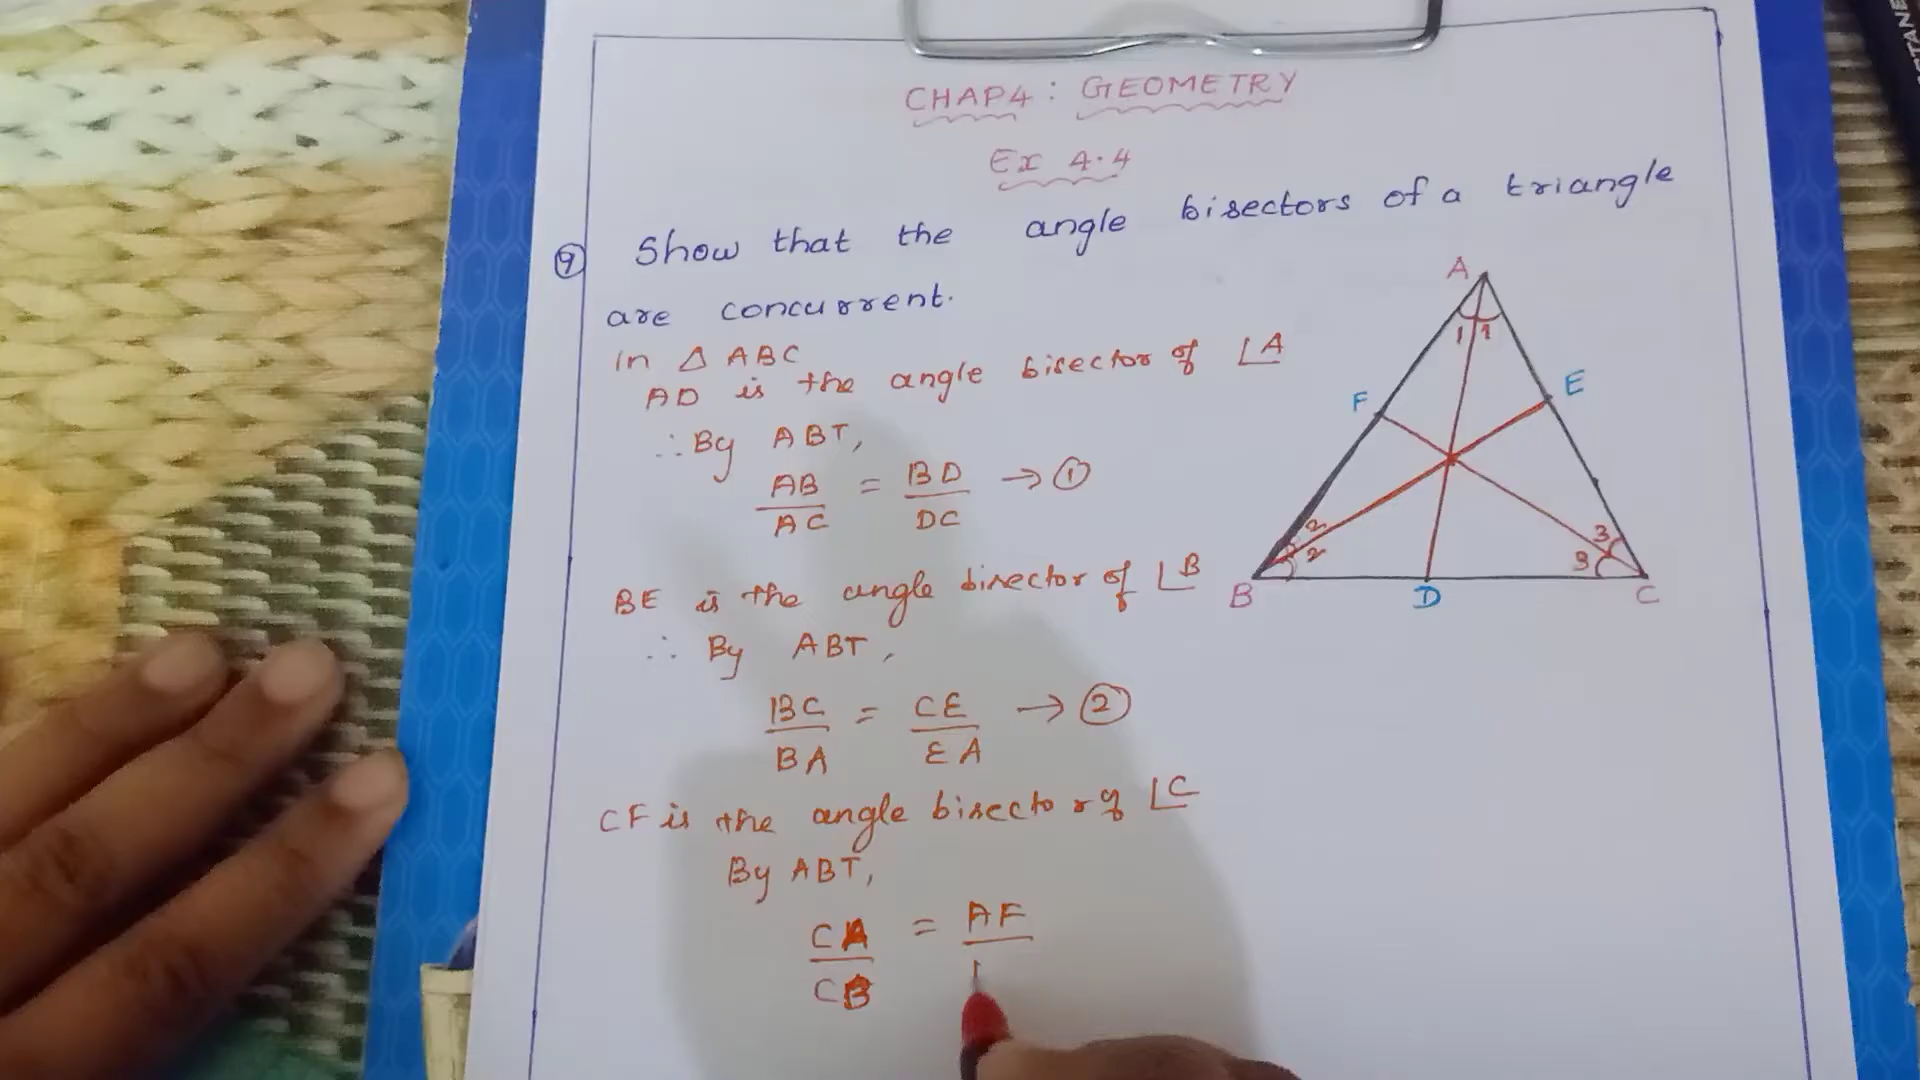 CHAP4 : GEOMETRY
Ex 4.4
9 Show that the angle bisectors of a triangle
are concurrent.
In Δ ABC
AD is the angle bisector of ∠A
∴ By ABT,
AB/AC = BD/DC → ①
BE is the angle bisector of ∠B
∴ By ABT,
BC/BA = CE/EA → ②
CF is the angle bisector of ∠C
By ABT,
CA/CB = AF/
A
1 1
F
E
2
2
3
3
B
D
C